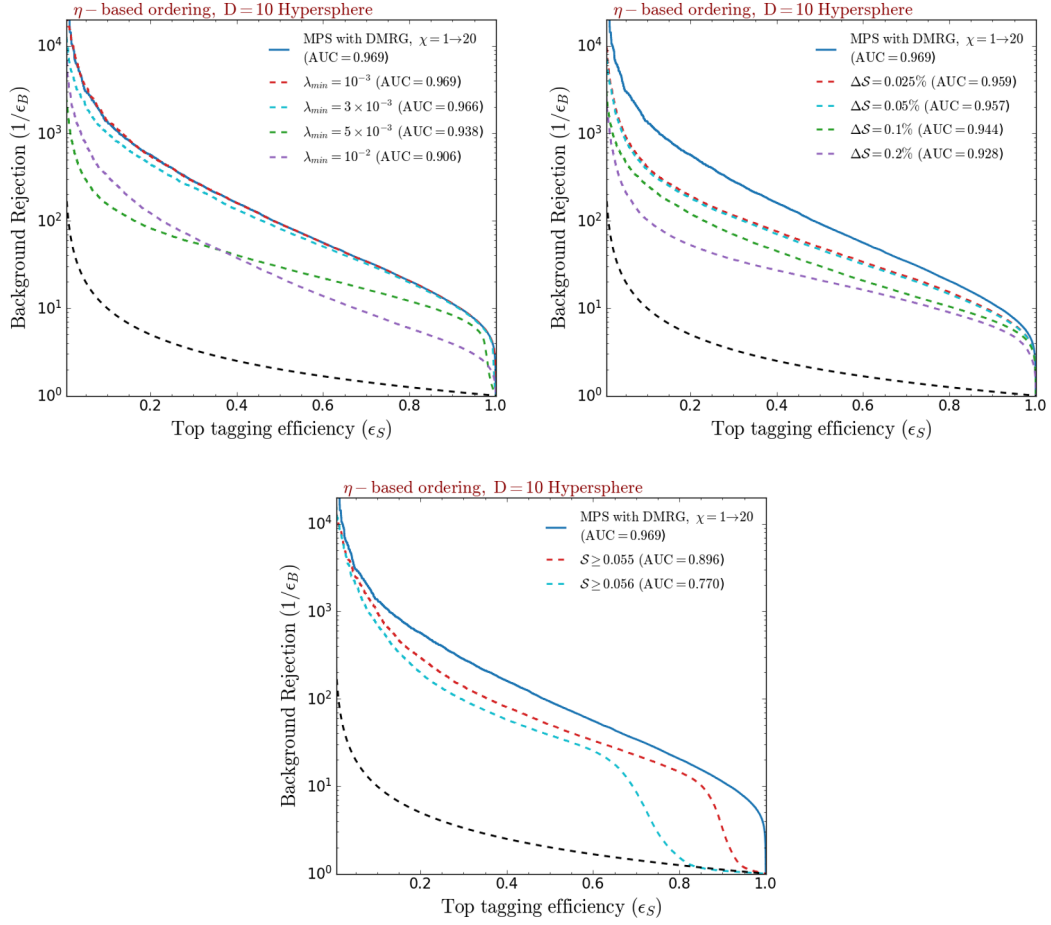 η − based ordering, D = 10 Hypersphere
Background Rejection (1/ϵ_B)
10^4
10^3
10^2
10^1
10^0
MPS with DMRG, χ = 1→20
(AUC = 0.969)
λ_min = 10^−3 (AUC = 0.969)
λ_min = 3 × 10^−3 (AUC = 0.966)
λ_min = 5 × 10^−3 (AUC = 0.938)
λ_min = 10^−2 (AUC = 0.906)
0.2 0.4 0.6 0.8 1.0
Top tagging efficiency (ϵ_S)
η − based ordering, D = 10 Hypersphere
Background Rejection (1/ϵ_B)
10^4
10^3
10^2
10^1
10^0
MPS with DMRG, χ = 1→20
(AUC = 0.969)
Δ𝒮 = 0.025% (AUC = 0.959)
Δ𝒮 = 0.05% (AUC = 0.957)
Δ𝒮 = 0.1% (AUC = 0.944)
Δ𝒮 = 0.2% (AUC = 0.928)
0.2 0.4 0.6 0.8 1.0
Top tagging efficiency (ϵ_S)
η − based ordering, D = 10 Hypersphere
Background Rejection (1/ϵ_B)
10^4
10^3
10^2
10^1
10^0
MPS with DMRG, χ = 1→20
(AUC = 0.969)
𝒮 ≥ 0.055 (AUC = 0.896)
𝒮 ≥ 0.056 (AUC = 0.770)
0.2 0.4 0.6 0.8 1.0
Top tagging efficiency (ϵ_S)